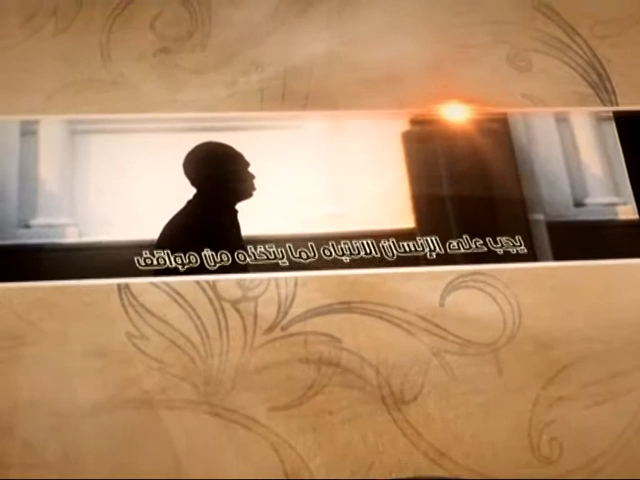 يجب على الإنسان الانتباه لما يتخذه من مواقف